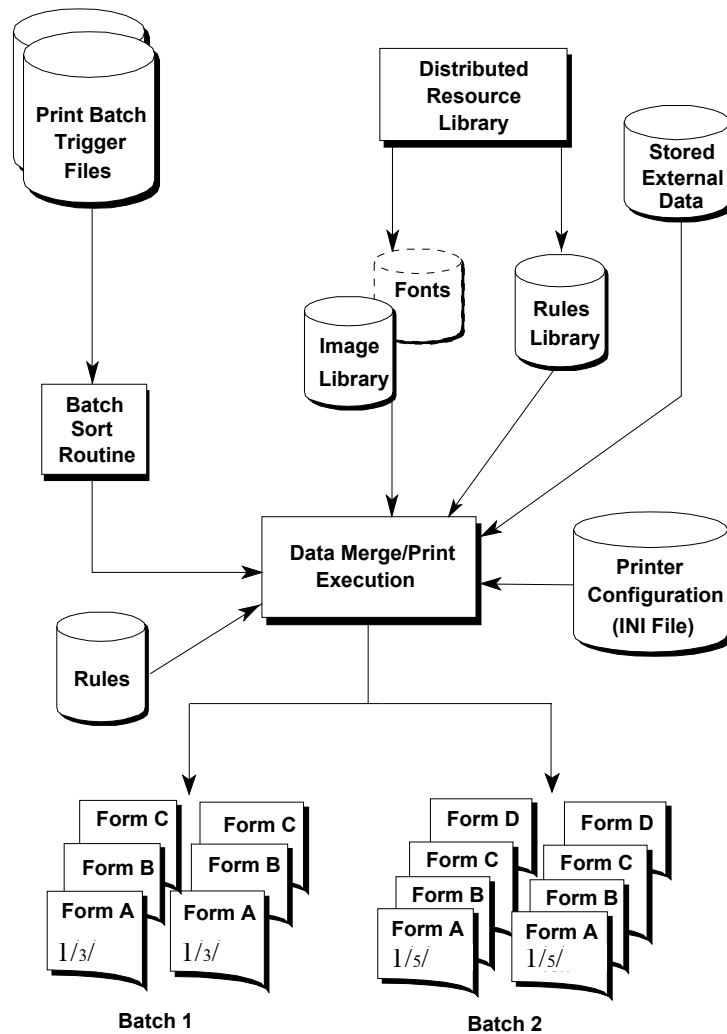 Print Batch
Trigger
Files
Distributed
Resource
Library
Stored
External
Data
Fonts
Image
Library
Rules
Library
Batch
Sort
Routine
Data Merge/Print
Execution
Printer
Configuration
(INI File)
Rules
Form C
Form B
Form A
1/3/
Form C
Form B
Form A
1/3/
Form D
Form C
Form B
Form A
1/5/
Form D
Form C
Form B
Form A
1/5/
Batch 1
Batch 2